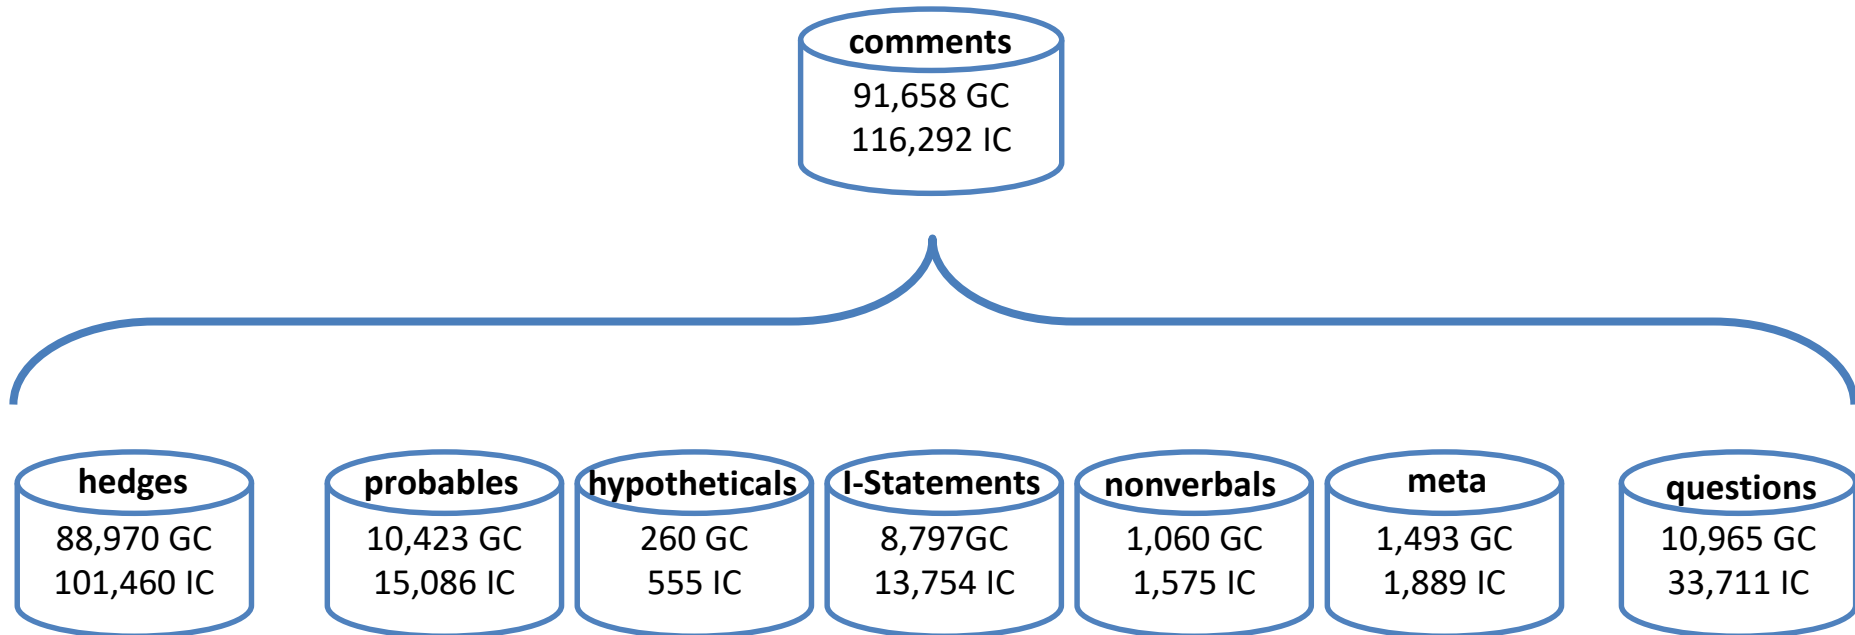 comments
91,658 GC
116,292 IC
hedges
88,970 GC
101,460 IC
probables
10,423 GC
15,086 IC
hypotheticals
260 GC
555 IC
I-Statements
8,797GC
13,754 IC
nonverbals
1,060 GC
1,575 IC
meta
1,493 GC
1,889 IC
questions
10,965 GC
33,711 IC